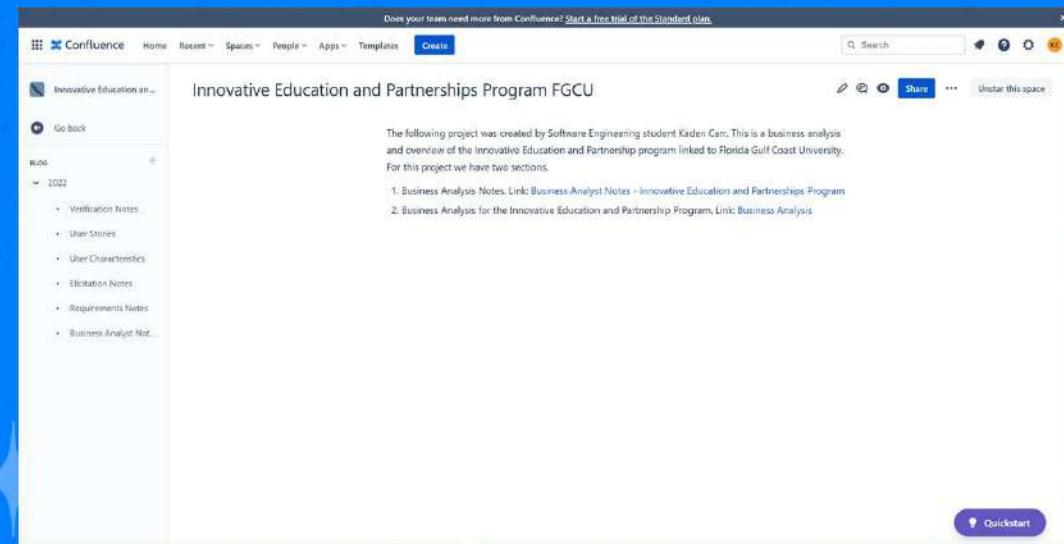 Does your team need more from Confluence? Start a free trial of the Standard plan.
Confluence Home Recent Spaces People Apps Templates Create Search
Innovative Education an...
Innovative Education and Partnerships Program FGCU
Share ... Unstar this space
Go back
BLOG
2022
Verification Notes
User Stories
User Characteristics
Elicitation Notes
Requirements Notes
Business Analyst Not...
The following project was created by Software Engineering student Kaden Carr. This is a business analysis
and overview of the Innovative Education and Partnership program linked to Florida Gulf Coast University.
For this project we have two sections.
1. Business Analysis Notes, Link: Business Analyst Notes - Innovative Education and Partnerships Program
2. Business Analysis for the Innovative Education and Partnership Program, Link: Business Analysis
Quickstart